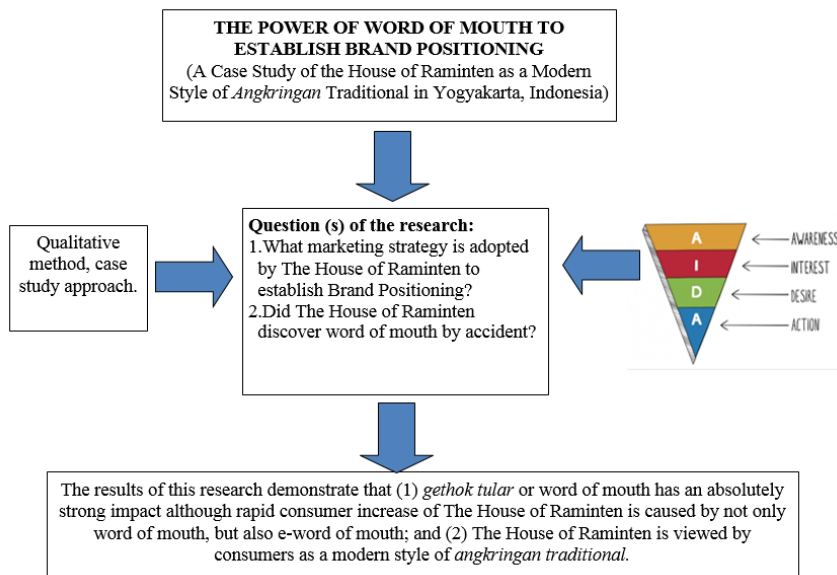 THE POWER OF WORD OF MOUTH TO
ESTABLISH BRAND POSITIONING
(A Case Study of the House of Raminten as a Modern
Style of Angkringan Traditional in Yogyakarta, Indonesia)
Qualitative
method, case
study approach.
Question (s) of the research:
1.What marketing strategy is adopted
by The House of Raminten to
establish Brand Positioning?
2.Did The House of Raminten
discover word of mouth by accident?
A
I
D
A
AWARENESS
INTEREST
DESIRE
ACTION
The results of this research demonstrate that (1) gethok tular or word of mouth has an absolutely
strong impact although rapid consumer increase of The House of Raminten is caused by not only
word of mouth, but also e-word of mouth; and (2) The House of Raminten is viewed by
consumers as a modern style of angkringan traditional.